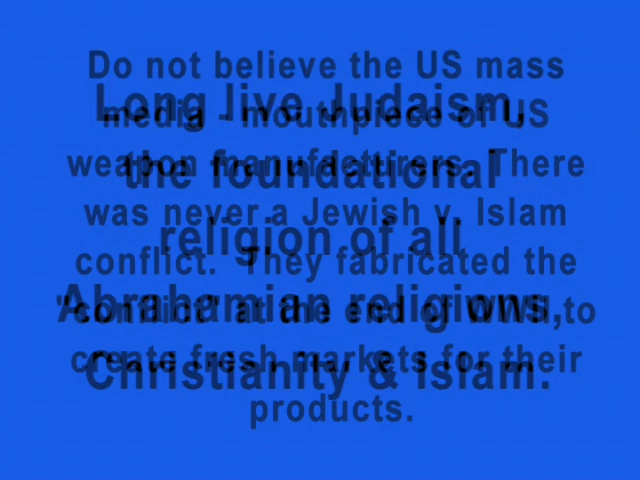 Do not believe the US mass
media - mouthpiece of US
weapon manufacturers. There
was never a Jewish v. Islam
conflict. They fabricated the
"conflict" at the end of WWII to
create fresh markets for their
products.
Long live Judaism,
the foundational
religion of all
Abrahamian religions,
Christianity & Islam.